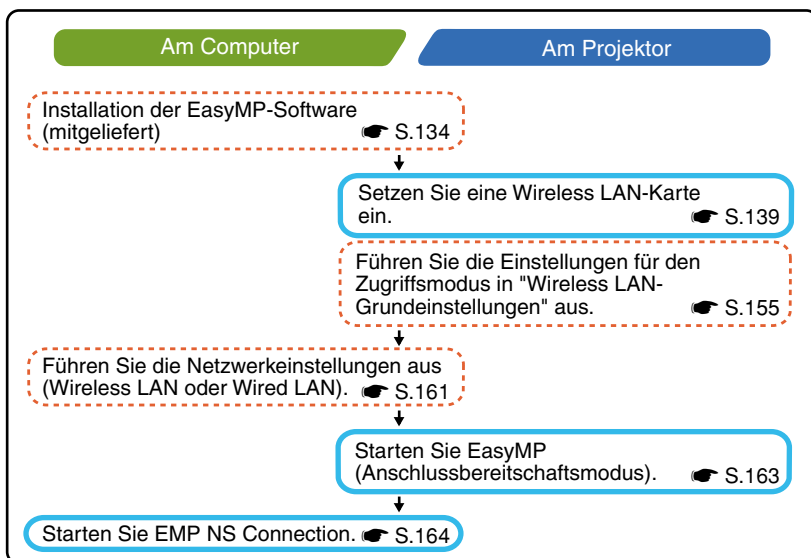 Am Computer
Am Projektor
Installation der EasyMP-Software
(mitgeliefert) ☛ S.134
Setzen Sie eine Wireless LAN-Karte
ein. ☛ S.139
Führen Sie die Einstellungen für den
Zugriffsmodus in "Wireless LAN-
Grundeinstellungen" aus. ☛ S.155
Führen Sie die Netzwerkeinstellungen aus
(Wireless LAN oder Wired LAN). ☛ S.161
Starten Sie EasyMP
(Anschlussbereitschaftsmodus). ☛ S.163
Starten Sie EMP NS Connection. ☛ S.164